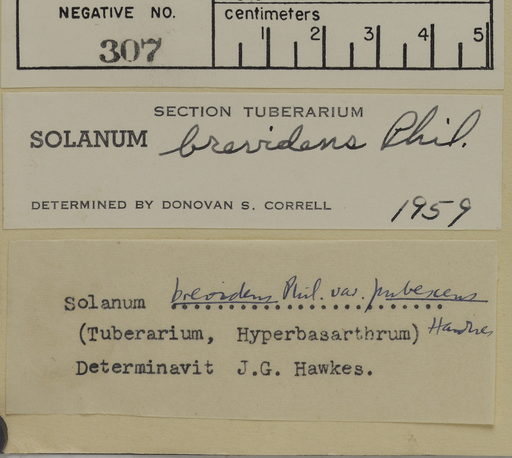 NEGATIVE NO.
307
centimeters
1 2 3 4 5
SECTION TUBERARIUM
SOLANUM brevidens Phil.
DETERMINED BY DONOVAN S. CORRELL 1959
Solanum brevidens Phil. var. pubescens
(Tuberarium, Hyperbasarthrum) Hawkes
Determinavit J.G. Hawkes.